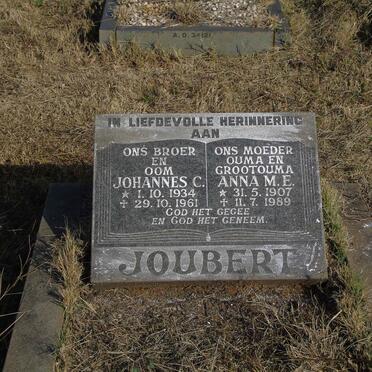 A.D. 3421
IN LIEFDEVOLLE HERINNERING
AAN
ONS BROER
EN
OOM
JOHANNES C.
* 1.10.1934
† 29.10.1961
ONS MOEDER
OUMA EN
GROOTOUMA
ANNA M.E.
* 31.5.1907
† 11.7.1989
GOD HET GEGEE
EN GOD HET GENEEM.
JOUBERT